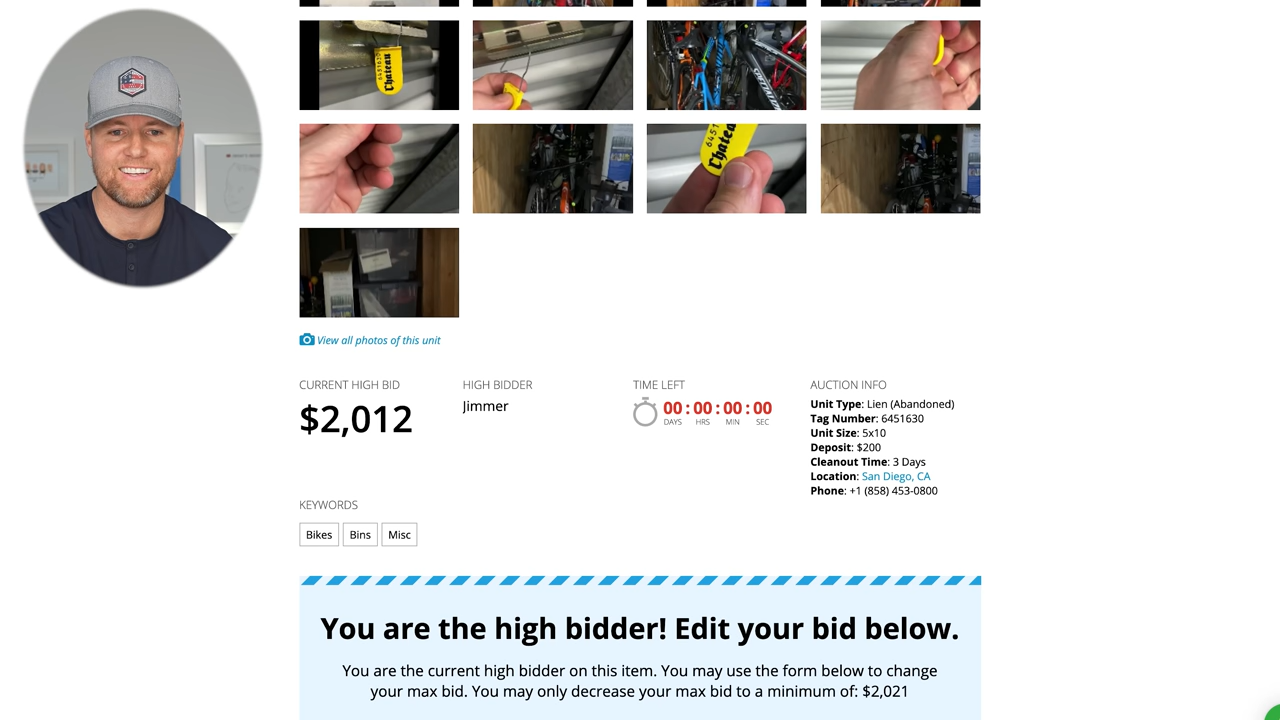 6451630
Chateau
SPECIALIZED
6451
Chateau
View all photos of this unit
CURRENT HIGH BID
HIGH BIDDER
TIME LEFT
AUCTION INFO
$2,012
Jimmer
00 : 00 : 00 : 00
DAYS HRS MIN SEC
Unit Type: Lien (Abandoned)
Tag Number: 6451630
Unit Size: 5x10
Deposit: $200
Cleanout Time: 3 Days
Location: San Diego, CA
Phone: +1 (858) 453-0800
KEYWORDS
Bikes Bins Misc
You are the high bidder! Edit your bid below.
You are the current high bidder on this item. You may use the form below to change
your max bid. You may only decrease your max bid to a minimum of: $2,021